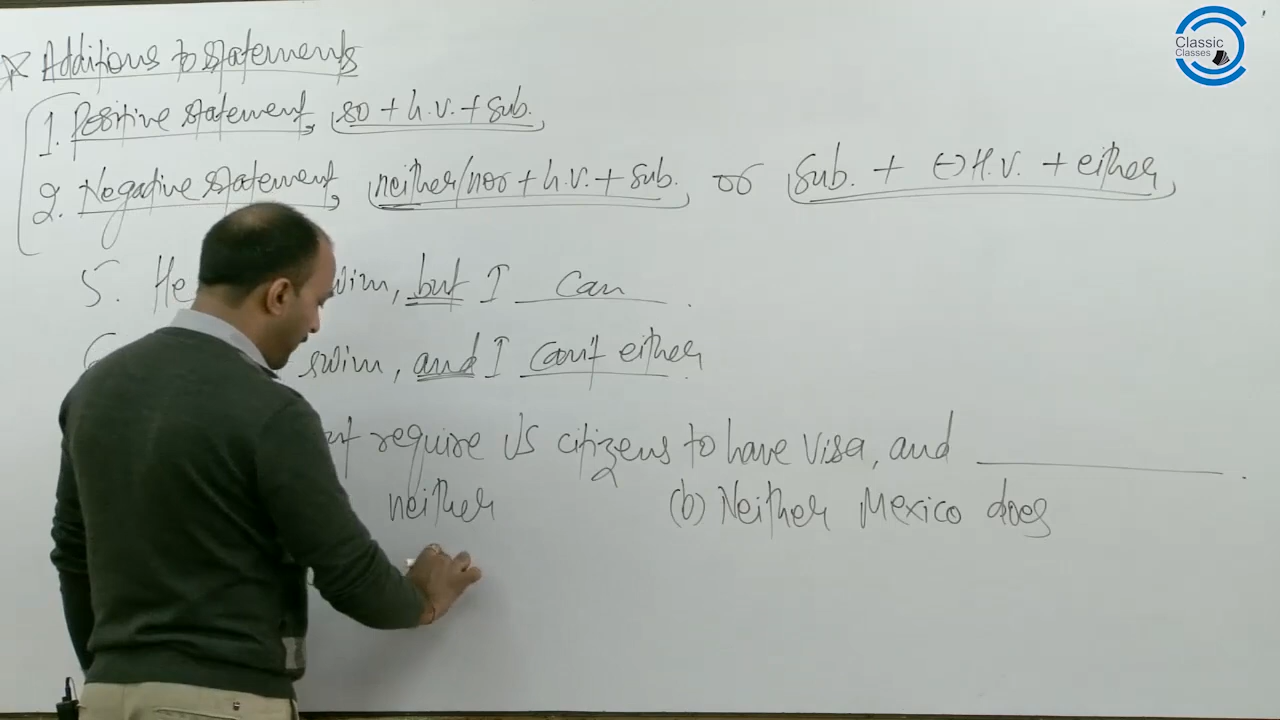 Classic
Classes
Additions to statements
1. Positive statement, so + h.v. + sub.
2. Negative statement, neither/nor + h.v. + sub. or sub. + (-) H.V. + either
5. He swim, but I can .
swim, and I can't either
require US citizens to have visa, and .
neither (b) Neither Mexico does